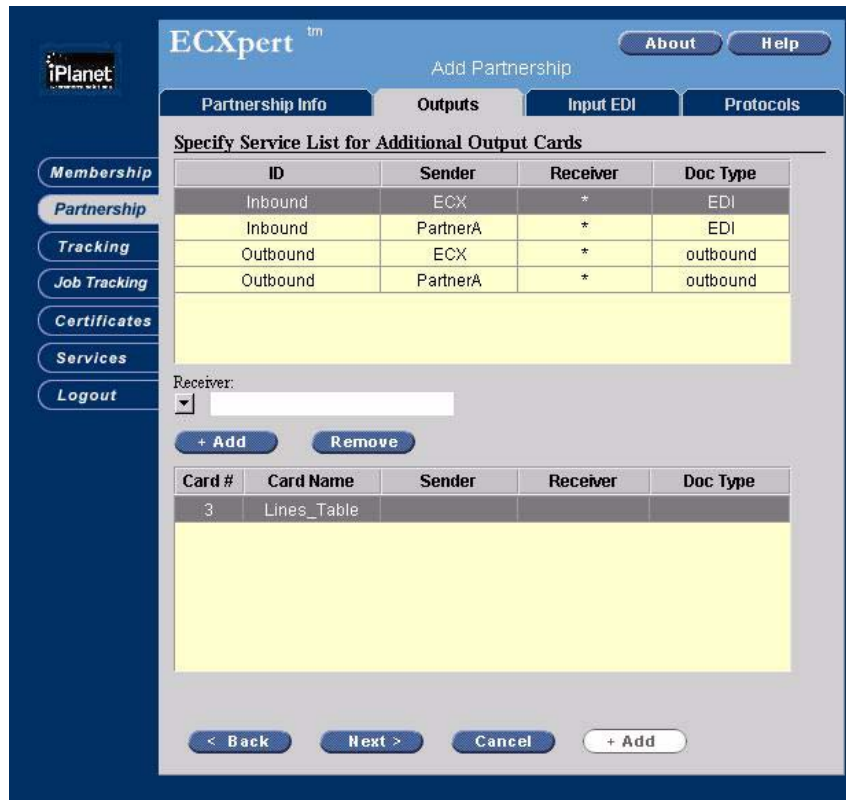 ECXpert tm
About Help
iPlanet
Add Partnership
Partnership Info Outputs Input EDI Protocols
Specify Service List for Additional Output Cards
Membership
Partnership
Tracking
Job Tracking
Certificates
Services
Logout
ID Sender Receiver Doc Type
Inbound ECX * EDI
Inbound PartnerA * EDI
Outbound ECX * outbound
Outbound PartnerA * outbound
Receiver:
+ Add Remove
Card # Card Name Sender Receiver Doc Type
3 Lines_Table
< Back Next > Cancel + Add